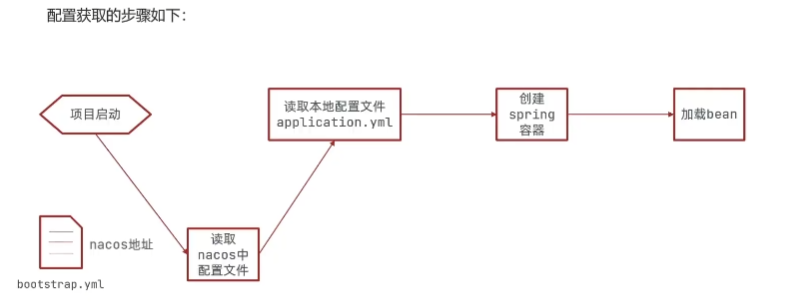 配置获取的步骤如下：
项目启动
读取本地配置文件
application.yml
创建
spring
容器
加载bean
nacos地址
bootstrap.yml
读取
nacos中
配置文件